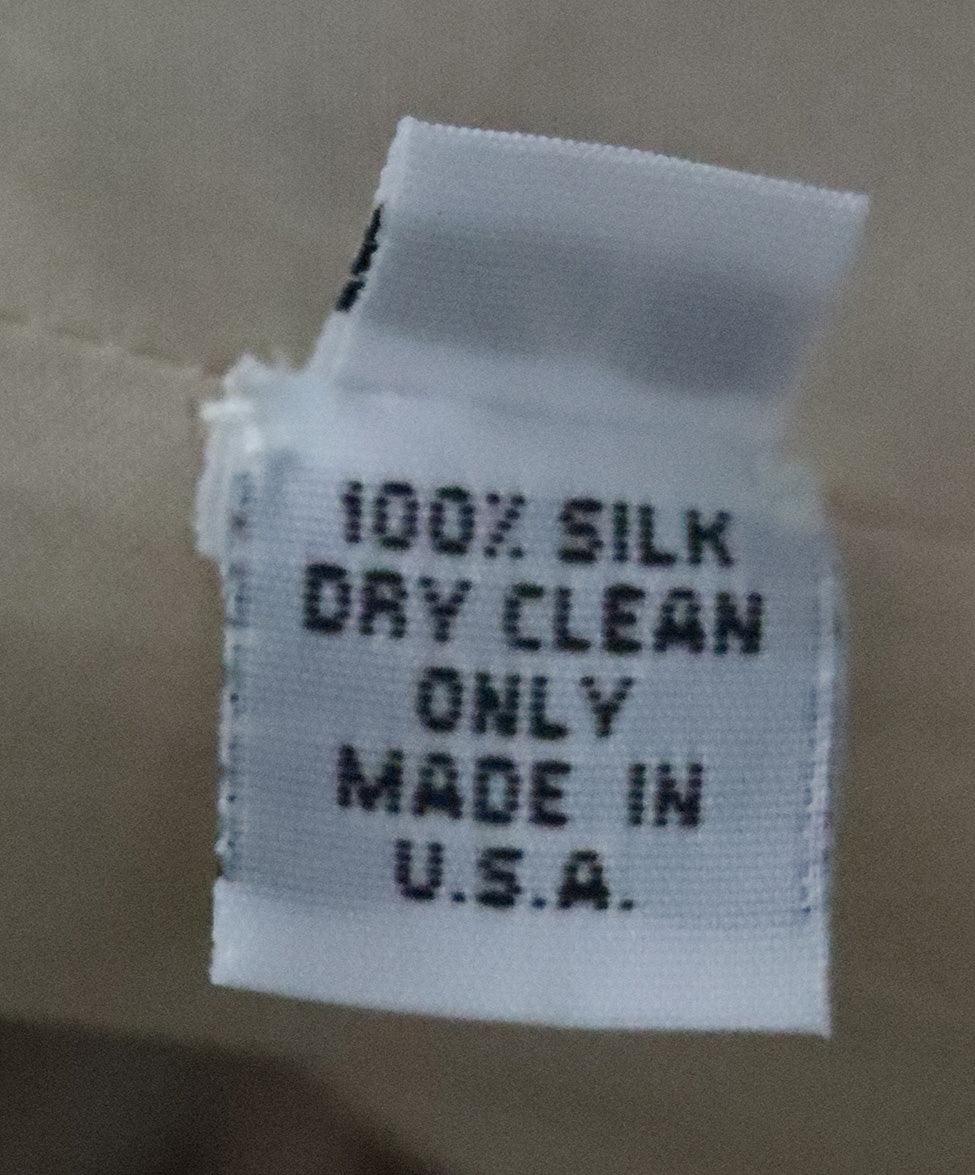 100% SILK
DRY CLEAN
ONLY
MADE IN
U.S.A.